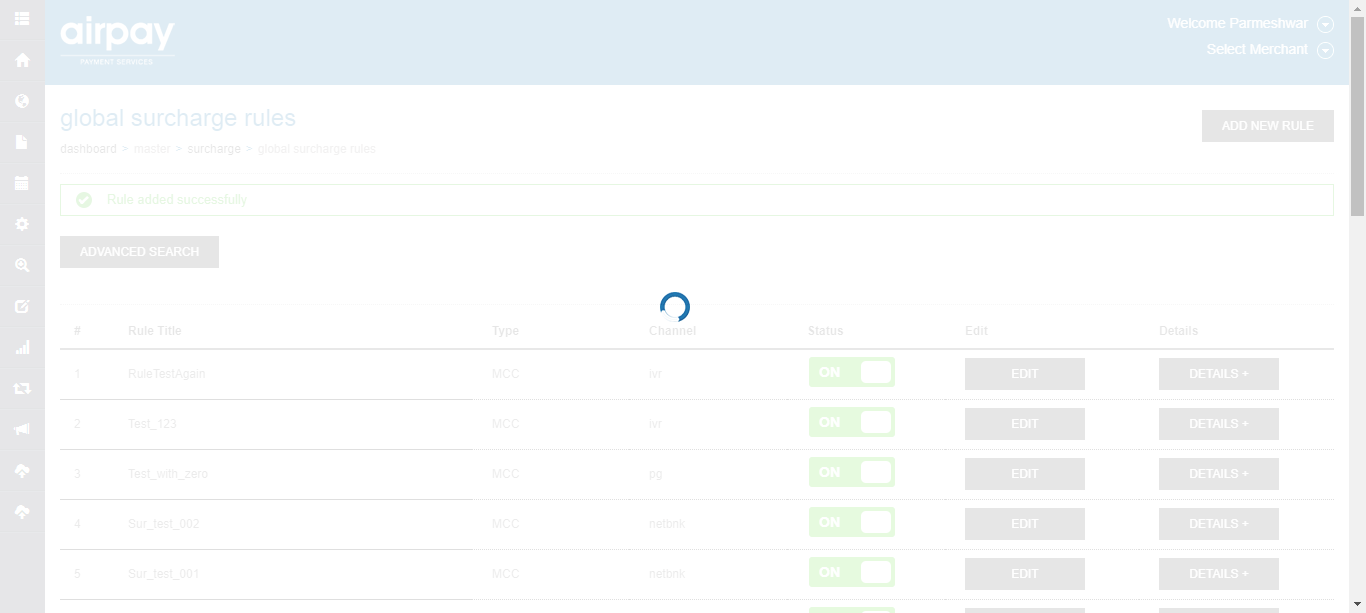 airpay
PAYMENT SERVICES
Welcome Parmeshwar
Select Merchant
global surcharge rules
dashboard > master > surcharge > global surcharge rules
ADD NEW RULE
Rule added successfully
ADVANCED SEARCH
# Rule Title Type Channel Status Edit Details
1 RuleTestAgain MCC ivr ON EDIT DETAILS +
2 Test_123 MCC ivr ON EDIT DETAILS +
3 Test_with_zero MCC pg ON EDIT DETAILS +
4 Sur_test_002 MCC netbnk ON EDIT DETAILS +
5 Sur_test_001 MCC netbnk ON EDIT DETAILS +